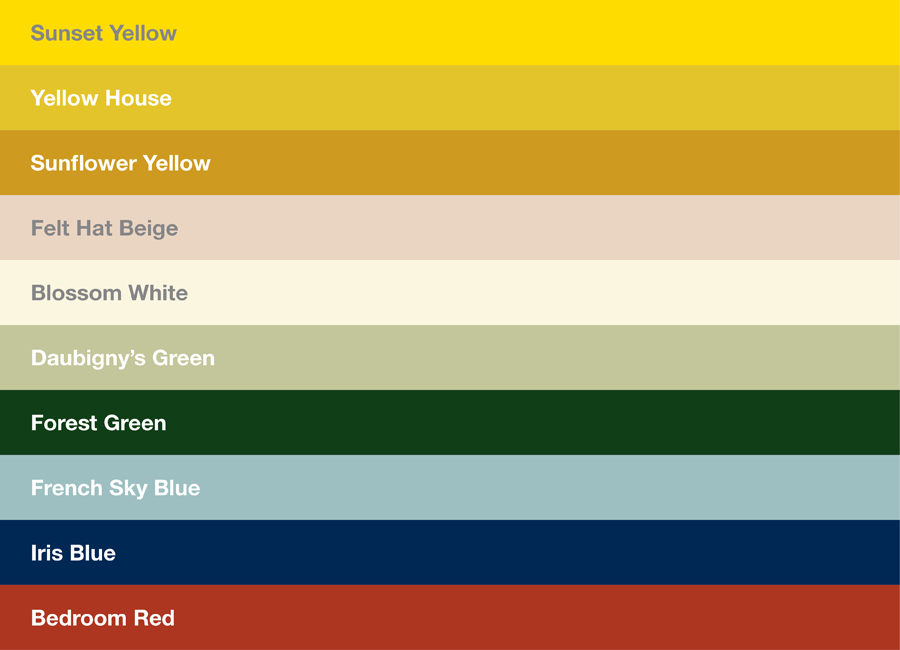 Sunset Yellow
Yellow House
Sunflower Yellow
Felt Hat Beige
Blossom White
Daubigny’s Green
Forest Green
French Sky Blue
Iris Blue
Bedroom Red